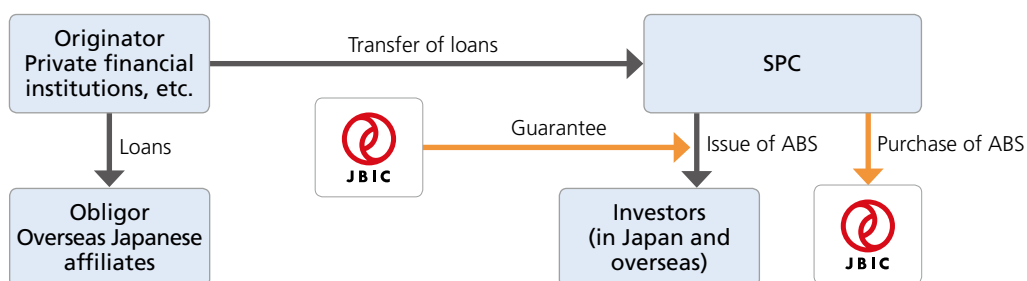 Originator
Private financial
institutions, etc.
Transfer of loans
SPC
Loans
JBIC
Guarantee
Issue of ABS
Purchase of ABS
Obligor
Overseas Japanese
affiliates
Investors
(in Japan and
overseas)
JBIC